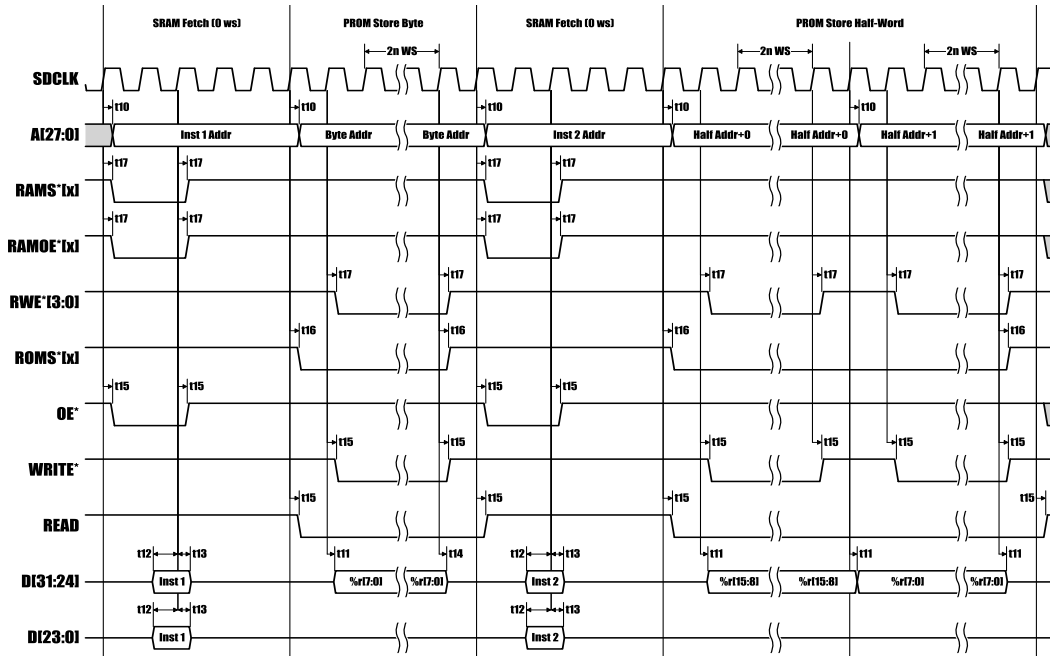 SRAM Fetch (0 ws) PROM Store Byte SRAM Fetch (0 ws) PROM Store Half-Word
2n WS 2n WS 2n WS
SDCLK
t10 t10 t10 t10 t10
A[27:0] Inst 1 Addr Byte Addr Byte Addr Inst 2 Addr Half Addr+0 Half Addr+0 Half Addr+1 Half Addr+1
t17 t17 t17 t17
RAMS*[x]
t17 t17 t17 t17
RAMOE*[x]
t17 t17 t17 t17 t17 t17
RWE*[3:0]
t16 t16 t16 t16
ROMS*[x]
t15 t15 t15 t15
OE*
t15 t15 t15 t15 t15 t15
WRITE*
t15 t15 t15 t15
READ
t12 t13 t11 t14 t12 t13 t11 t11 t11
D[31:24] Inst 1 %r[7:0] %r[7:0] Inst 2 %r[15:8] %r[15:8] %r[7:0] %r[7:0]
t12 t13 t12 t13
D[23:0] Inst 1 Inst 2